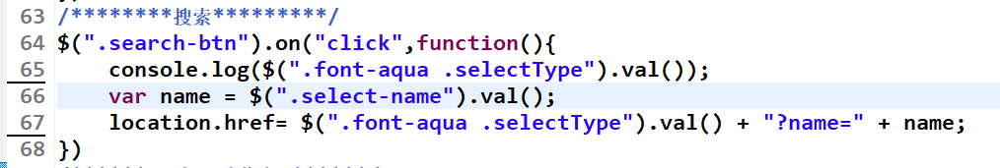 63 /********搜索*********/
64 $(".search-btn").on("click",function(){
65     console.log($(".font-aqua .selectType").val());
66     var name = $(".select-name").val();
67     location.href= $(".font-aqua .selectType").val() + "?name=" + name;
68 })